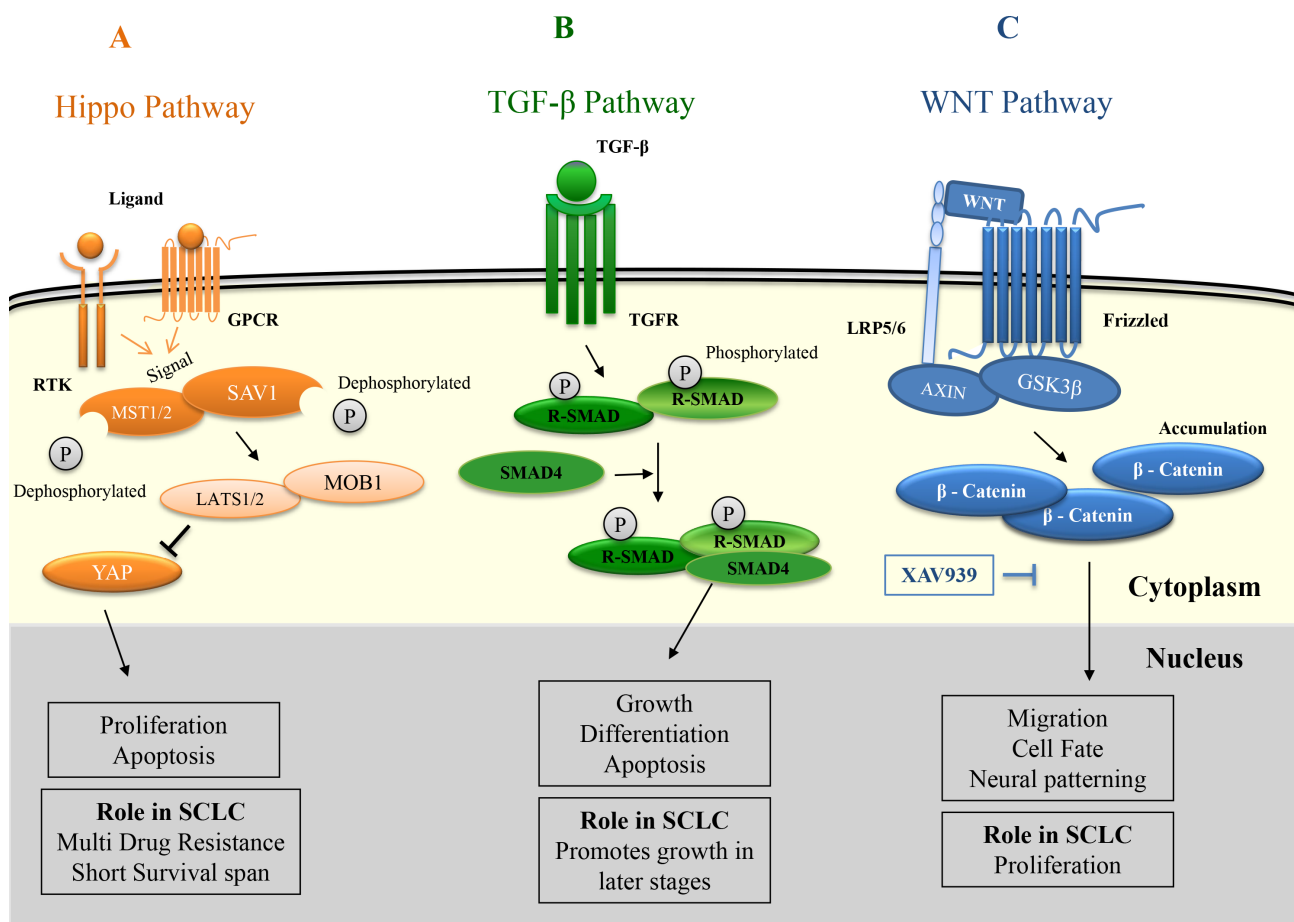 A
Hippo Pathway
Ligand
GPCR
RTK
Signal
MST1/2
SAV1
Dephosphorylated
P
P
Dephosphorylated
LATS1/2
MOB1
YAP
Proliferation
Apoptosis
Role in SCLC
Multi Drug Resistance
Short Survival span
B
TGF-β Pathway
TGF-β
TGFR
Phosphorylated
P
P
R-SMAD
R-SMAD
SMAD4
P
P
R-SMAD
R-SMAD
SMAD4
Growth
Differentiation
Apoptosis
Role in SCLC
Promotes growth in
later stages
C
WNT Pathway
WNT
LRP5/6
Frizzled
AXIN
GSK3β
Accumulation
β - Catenin
β - Catenin
β - Catenin
XAV939
Cytoplasm
Nucleus
Migration
Cell Fate
Neural patterning
Role in SCLC
Proliferation